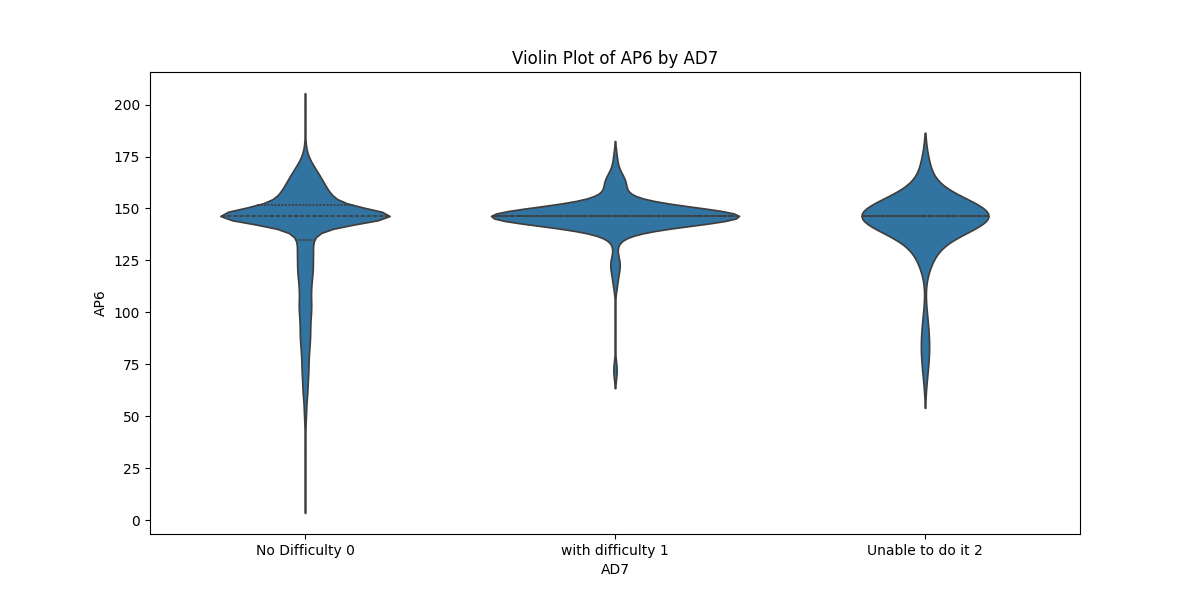 Violin Plot of AP6 by AD7
200
175
150
125
100
75
50
25
0
AP6
No Difficulty 0
with difficulty 1
Unable to do it 2
AD7